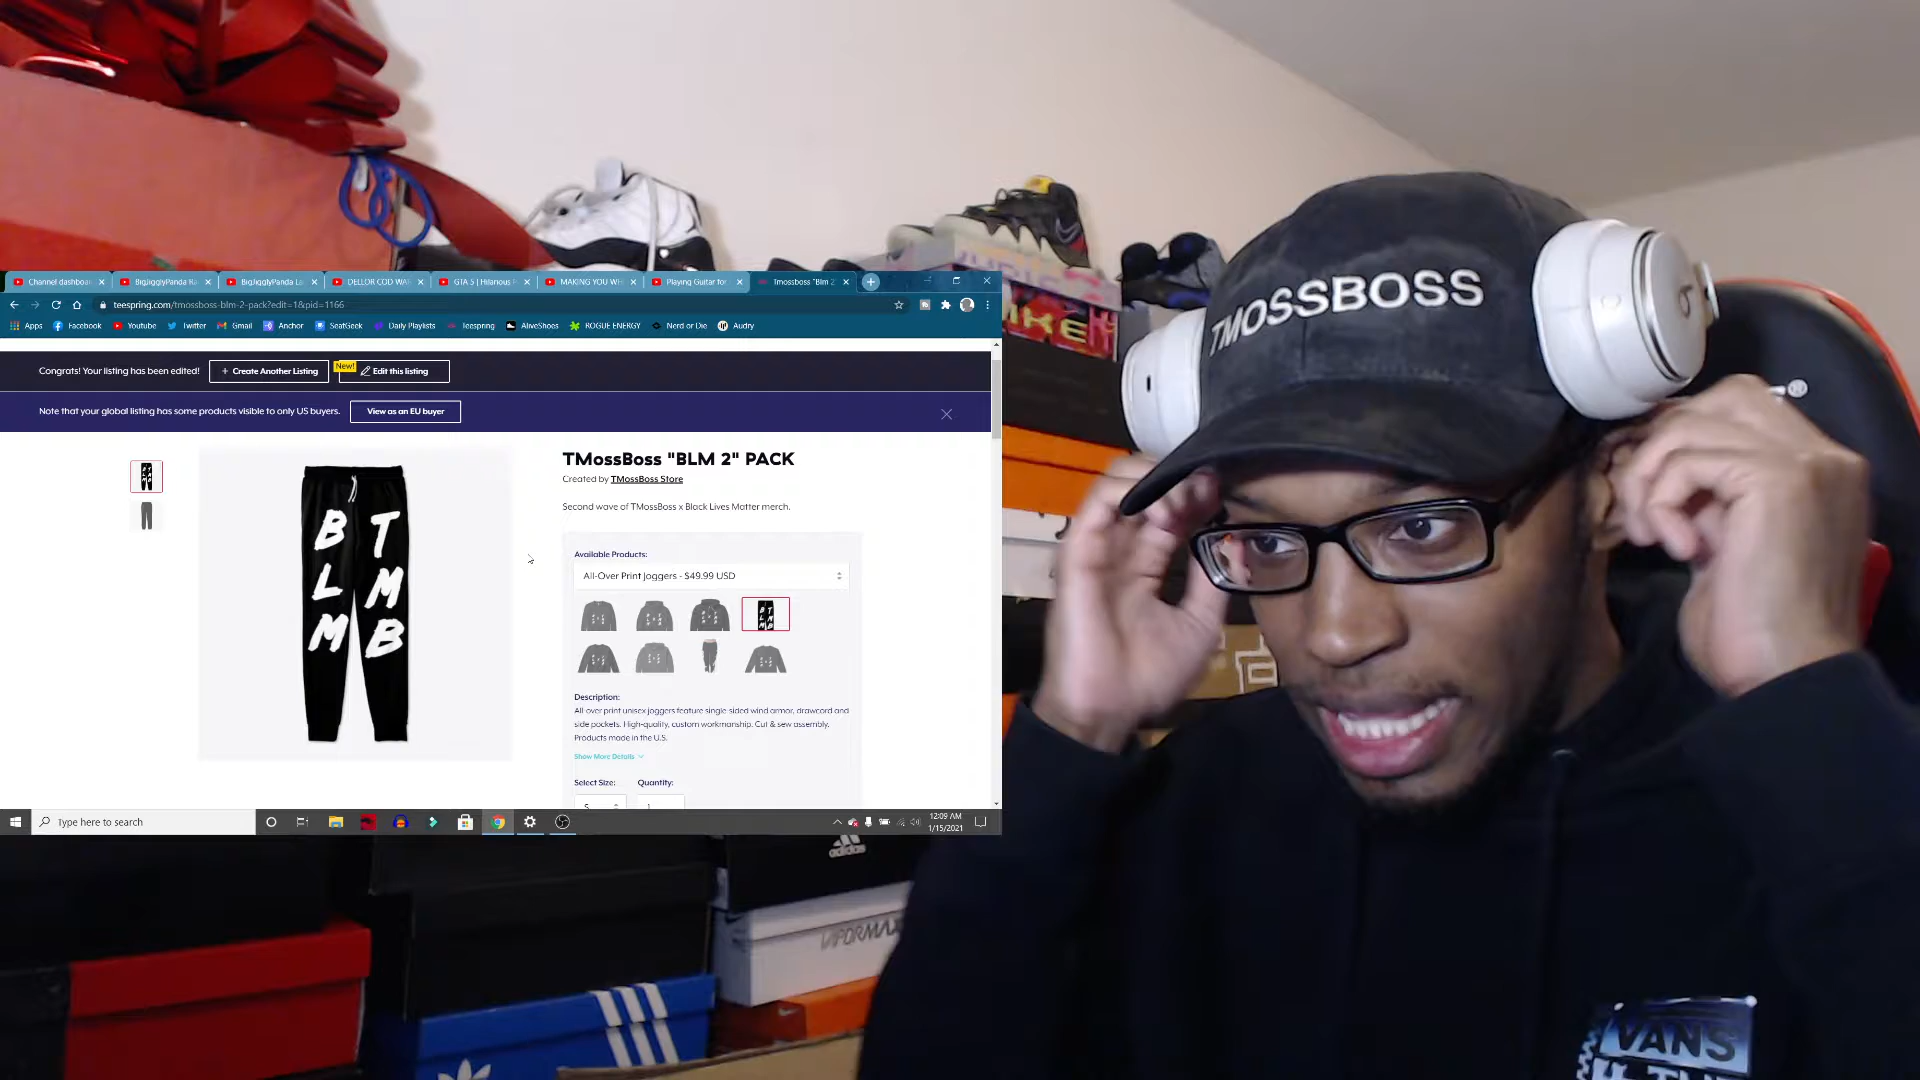 Channel dashboa
BigJigglyPanda Ra
BigJigglyPanda La
DELLOR COD WA
GTA 5 | Hilarious
MAKING YOU W
Playing Guitar for
Tmossboss "Blm 2
teespring.com/tmossboss-blm-2-pack?edit=1&pid=1166
Apps
Facebook
Youtube
Twitter
Gmail
Anchor
SeatGeek
Daily Playlists
Teespring
AliveShoes
ROGUE ENERGY
Nerd or Die
Audry
Congrats! Your listing has been edited!
+ Create Another Listing
New!
Edit this listing
Note that your global listing has some products visible to only US buyers.
View as an EU buyer
TMossBoss "BLM 2" PACK
Created by TMossBoss Store
Second wave of TMossBoss x Black Lives Matter merch.
B T
L M
M B
Available Products:
All-Over Print Joggers - $49.99 USD
Description:
All-over print unisex joggers feature single-sided wind armor, drawcord and
side pockets. High-quality, custom workmanship. Cut & sew assembly.
Products made in the U.S.
Show More Details
Select Size:
Quantity:
S
1
Type here to search
12:09 AM
1/15/2021
TMOSSBOSS
adidas
VAPORMAX
VANS